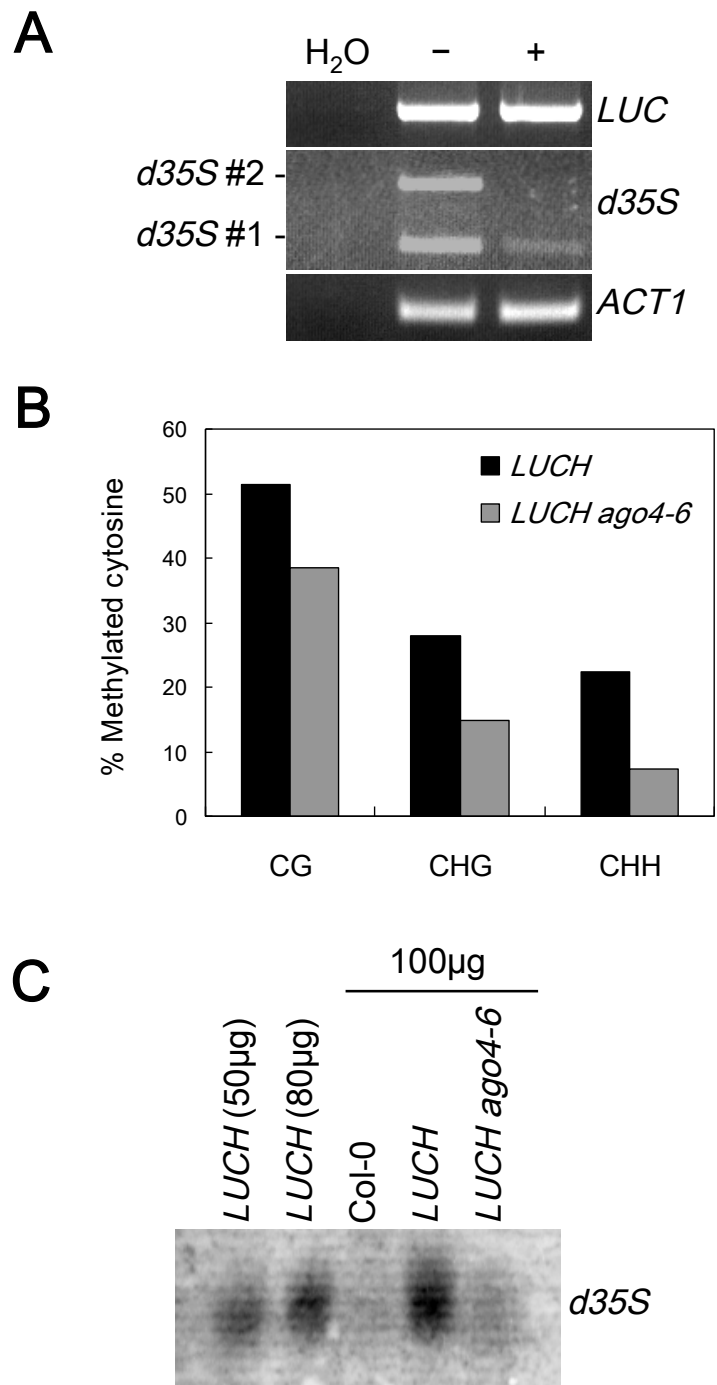 A
H₂O − +
LUC
d35S #2 -
d35S
d35S #1 -
ACT1
B
60
50
40
30
20
10
0
% Methylated cytosine
LUCH
LUCH ago4-6
CG CHG CHH
C
100µg
LUCH (50µg)
LUCH (80µg)
Col-0
LUCH
LUCH ago4-6
d35S